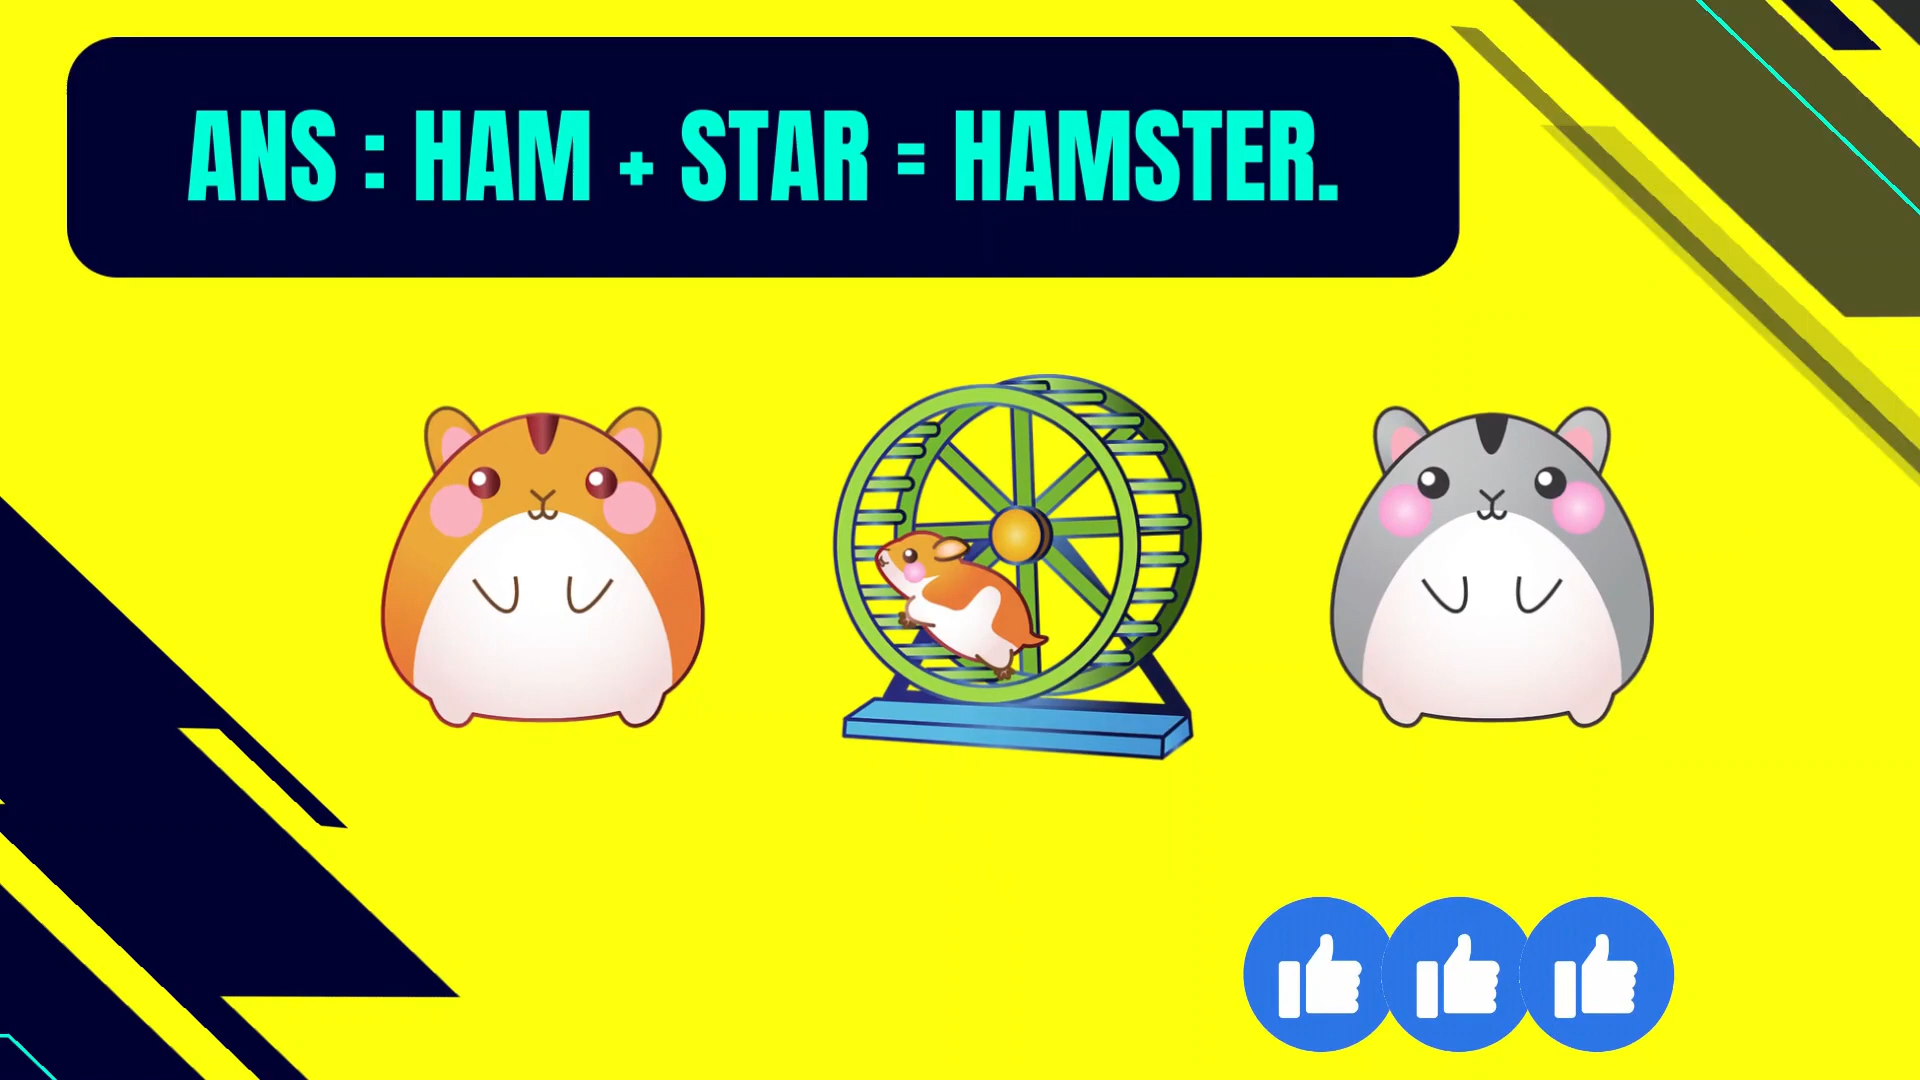 ANS : HAM + STAR = HAMSTER.